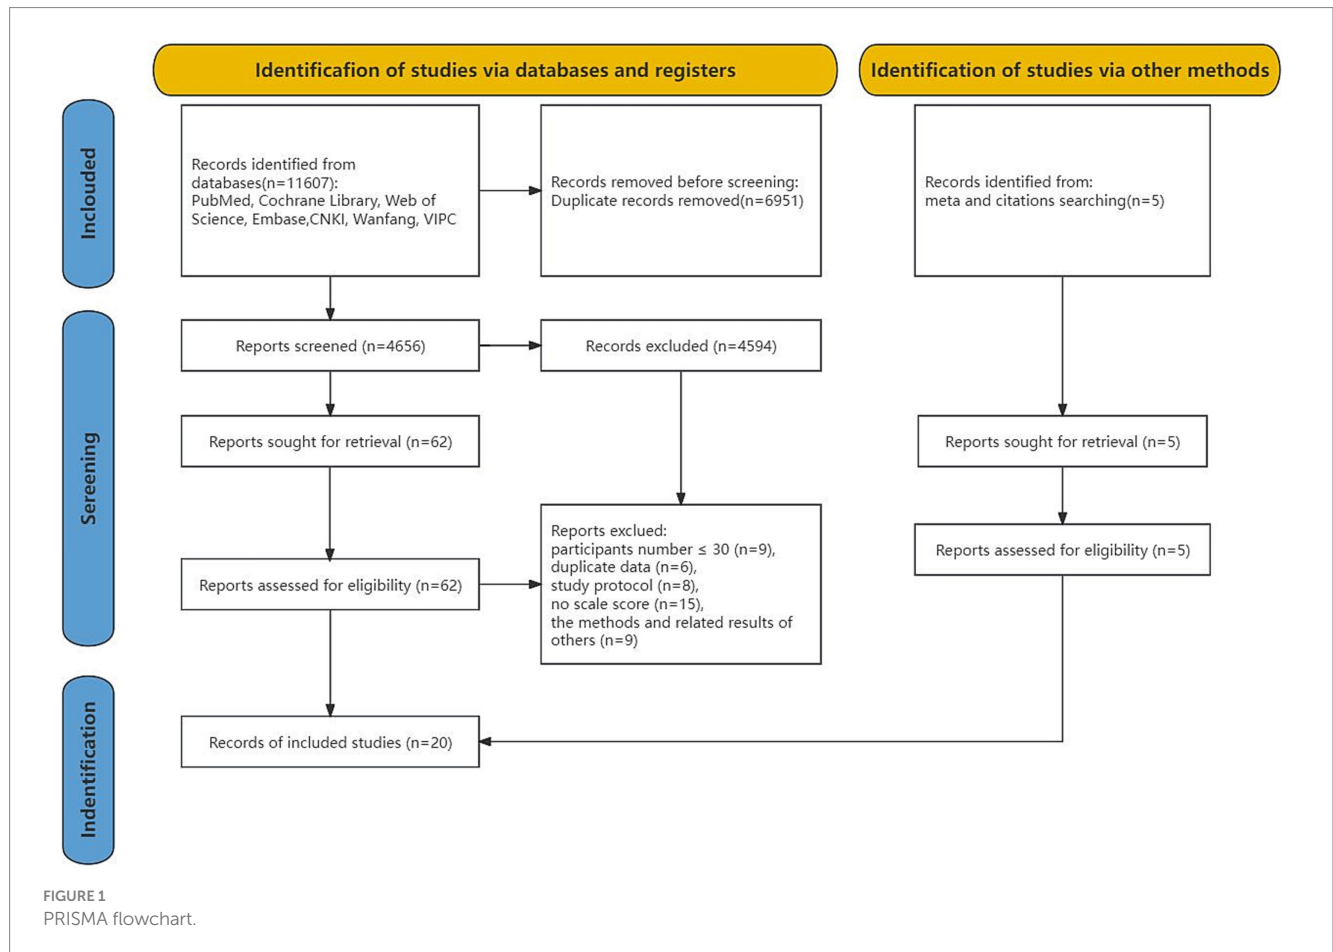 Identificafion of studies via databases and registers
Identification of studies via other methods
Inclouded
Records identified from
databases(n=11607):
PubMed, Cochrane Library, Web of
Science, Embase,CNKI, Wanfang, VIPC
Records removed before screening:
Duplicate records removed(n=6951)
Records identified from:
meta and citations searching(n=5)
Sereening
Reports screened (n=4656)
Records excluded (n=4594)
Reports sought for retrieval (n=62)
Reports sought for retrieval (n=5)
Reports assessed for eligibility (n=62)
Reports exclued:
participants number ≤ 30 (n=9),
duplicate data (n=6),
study protocol (n=8),
no scale score (n=15),
the methods and related results of
others (n=9)
Reports assessed for eligibility (n=5)
Indentification
Records of included studies (n=20)
FIGURE 1
PRISMA flowchart.